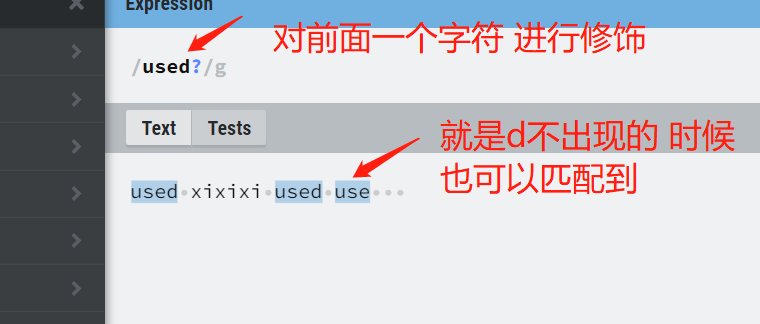 Expression
对前面一个字符 进行修饰
/used?/g
Text Tests
就是d不出现的 时候
也可以匹配到
used·xixixi·used·use···